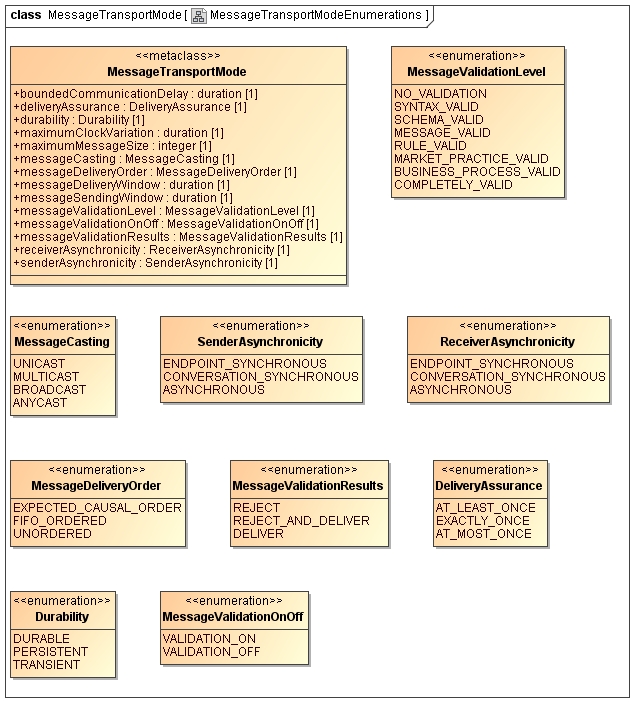 class MessageTransportMode [ MessageTransportModeEnumerations ]
<<metaclass>>
MessageTransportMode
+boundedCommunicationDelay : duration [1]
+deliveryAssurance : DeliveryAssurance [1]
+durability : Durability [1]
+maximumClockVariation : duration [1]
+maximumMessageSize : integer [1]
+messageCasting : MessageCasting [1]
+messageDeliveryOrder : MessageDeliveryOrder [1]
+messageDeliveryWindow : duration [1]
+messageSendingWindow : duration [1]
+messageValidationLevel : MessageValidationLevel [1]
+messageValidationOnOff : MessageValidationOnOff [1]
+messageValidationResults : MessageValidationResults [1]
+receiverAsynchronicity : ReceiverAsynchronicity [1]
+senderAsynchronicity : SenderAsynchronicity [1]
<<enumeration>>
MessageValidationLevel
NO_VALIDATION
SYNTAX_VALID
SCHEMA_VALID
MESSAGE_VALID
RULE_VALID
MARKET_PRACTICE_VALID
BUSINESS_PROCESS_VALID
COMPLETELY_VALID
<<enumeration>>
MessageCasting
UNICAST
MULTICAST
BROADCAST
ANYCAST
<<enumeration>>
SenderAsynchronicity
ENDPOINT_SYNCHRONOUS
CONVERSATION_SYNCHRONOUS
ASYNCHRONOUS
<<enumeration>>
ReceiverAsynchronicity
ENDPOINT_SYNCHRONOUS
CONVERSATION_SYNCHRONOUS
ASYNCHRONOUS
<<enumeration>>
MessageDeliveryOrder
EXPECTED_CAUSAL_ORDER
FIFO_ORDERED
UNORDERED
<<enumeration>>
MessageValidationResults
REJECT
REJECT_AND_DELIVER
DELIVER
<<enumeration>>
DeliveryAssurance
AT_LEAST_ONCE
EXACTLY_ONCE
AT_MOST_ONCE
<<enumeration>>
Durability
DURABLE
PERSISTENT
TRANSIENT
<<enumeration>>
MessageValidationOnOff
VALIDATION_ON
VALIDATION_OFF